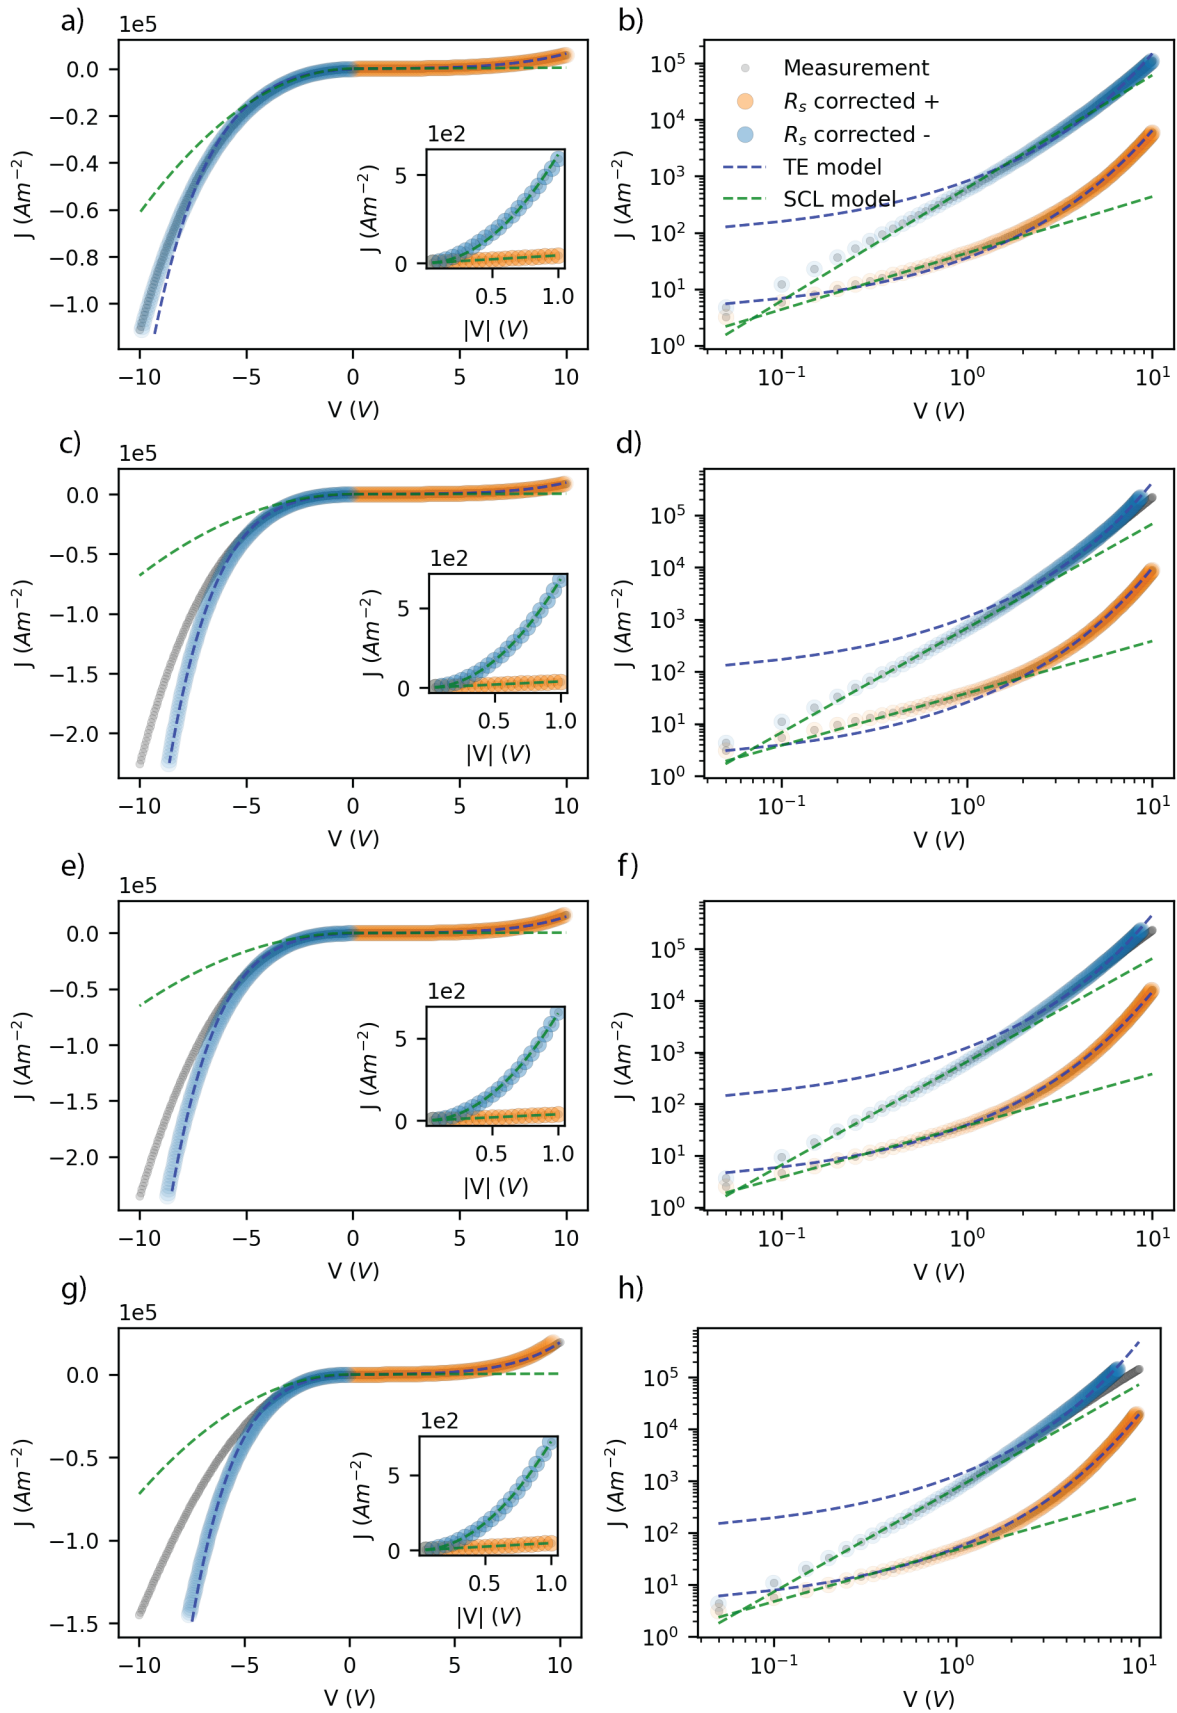 a)
1e5
0.0
−0.2
−0.4
−0.6
−0.8
−1.0
J (Am⁻²)
−10
−5
0
5
10
V (V)
1e2
5
0
J (Am⁻²)
0.5
1.0
|V| (V)
b)
Measurement
Rₛ corrected +
Rₛ corrected -
TE model
SCL model
10⁵
10⁴
10³
10²
10¹
10⁰
J (Am⁻²)
10⁻¹
10⁰
10¹
V (V)
c)
1e5
0.0
−0.5
−1.0
−1.5
−2.0
J (Am⁻²)
−10
−5
0
5
10
V (V)
1e2
5
0
J (Am⁻²)
0.5
1.0
|V| (V)
d)
10⁵
10⁴
10³
10²
10¹
10⁰
J (Am⁻²)
10⁻¹
10⁰
10¹
V (V)
e)
1e5
0.0
−0.5
−1.0
−1.5
−2.0
J (Am⁻²)
−10
−5
0
5
10
V (V)
1e2
5
0
J (Am⁻²)
0.5
1.0
|V| (V)
f)
10⁵
10⁴
10³
10²
10¹
10⁰
J (Am⁻²)
10⁻¹
10⁰
10¹
V (V)
g)
1e5
0.0
−0.5
−1.0
−1.5
J (Am⁻²)
−10
−5
0
5
10
V (V)
1e2
5
0
J (Am⁻²)
0.5
1.0
|V| (V)
h)
10⁵
10⁴
10³
10²
10¹
10⁰
J (Am⁻²)
10⁻¹
10⁰
10¹
V (V)